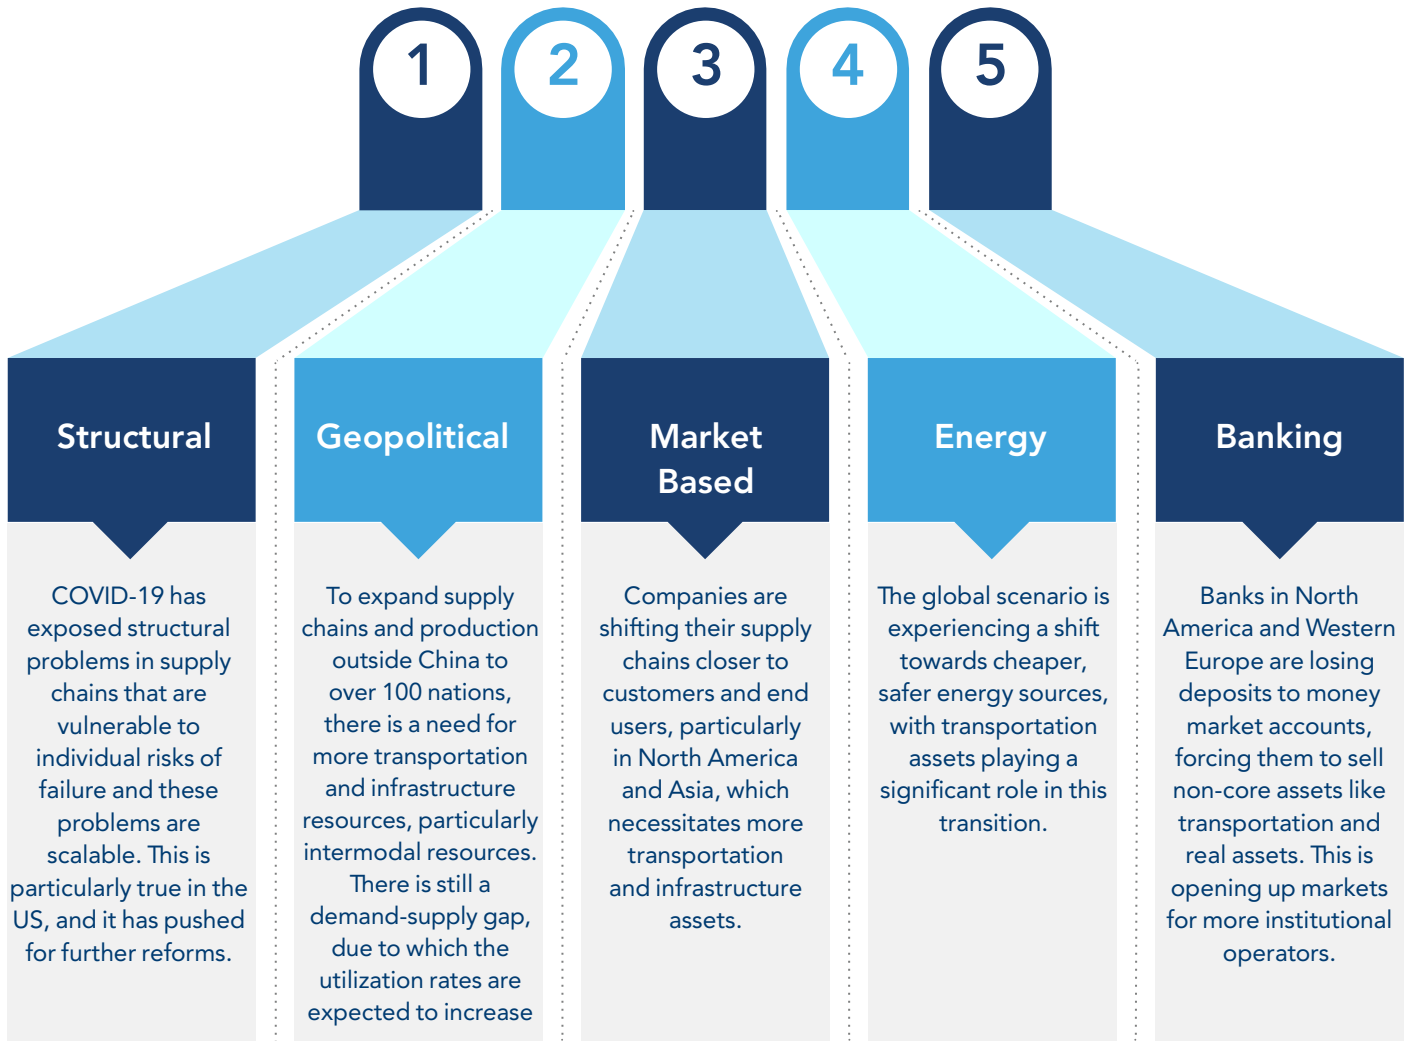 1
2
3
4
5
Structural
COVID-19 has
exposed structural
problems in supply
chains that are
vulnerable to
individual risks of
failure and these
problems are
scalable. This is
particularly true in the
US, and it has pushed
for further reforms.
Geopolitical
To expand supply
chains and production
outside China to
over 100 nations,
there is a need for
more transportation
and infrastructure
resources, particularly
intermodal resources.
There is still a
demand-supply gap,
due to which the
utilization rates are
expected to increase
Market
Based
Companies are
shifting their supply
chains closer to
customers and end
users, particularly
in North America
and Asia, which
necessitates more
transportation
and infrastructure
assets.
Energy
The global scenario is
experiencing a shift
towards cheaper,
safer energy sources,
with transportation
assets playing a
significant role in this
transition.
Banking
Banks in North
America and Western
Europe are losing
deposits to money
market accounts,
forcing them to sell
non-core assets like
transportation and
real assets. This is
opening up markets
for more institutional
operators.